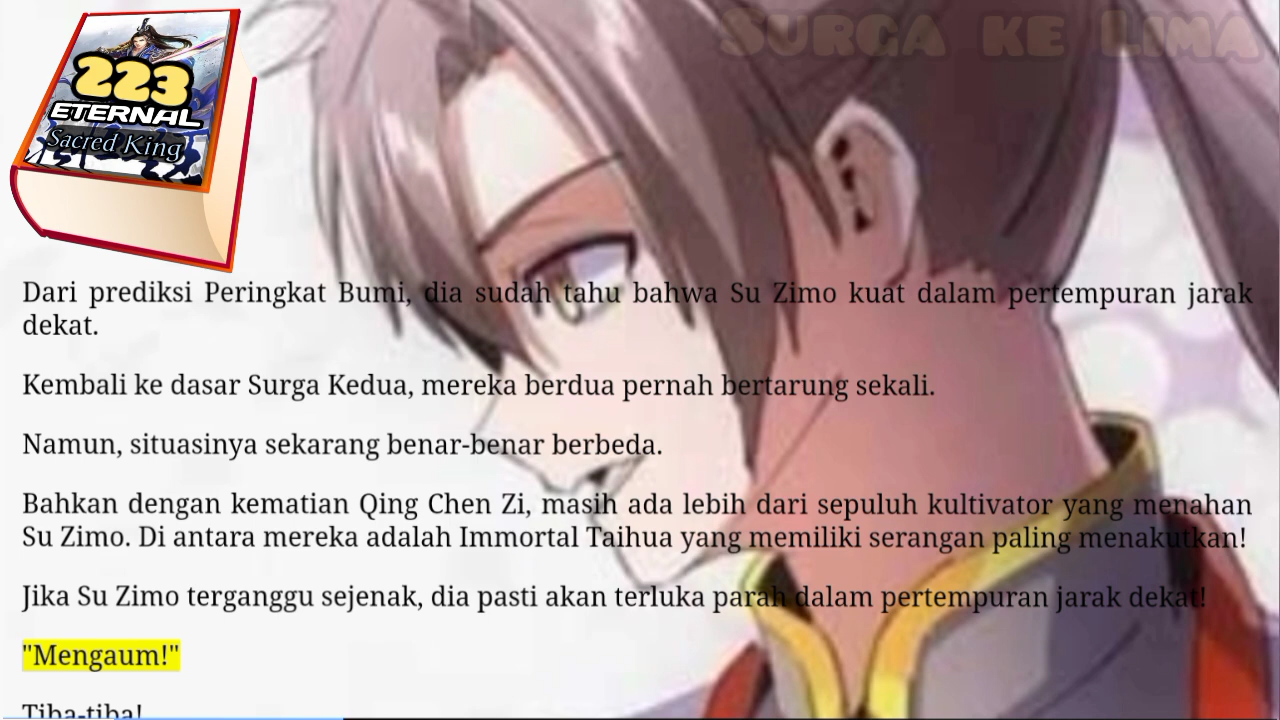 Surga ke Lima
223
ETERNAL
Sacred King
Dari prediksi Peringkat Bumi, dia sudah tahu bahwa Su Zimo kuat dalam pertempuran jarak
dekat.
Kembali ke dasar Surga Kedua, mereka berdua pernah bertarung sekali.
Namun, situasinya sekarang benar-benar berbeda.
Bahkan dengan kematian Qing Chen Zi, masih ada lebih dari sepuluh kultivator yang menahan
Su Zimo. Di antara mereka adalah Immortal Taihua yang memiliki serangan paling menakutkan!
Jika Su Zimo terganggu sejenak, dia pasti akan terluka parah dalam pertempuran jarak dekat!
"Mengaum!"
Tiba-tiba!